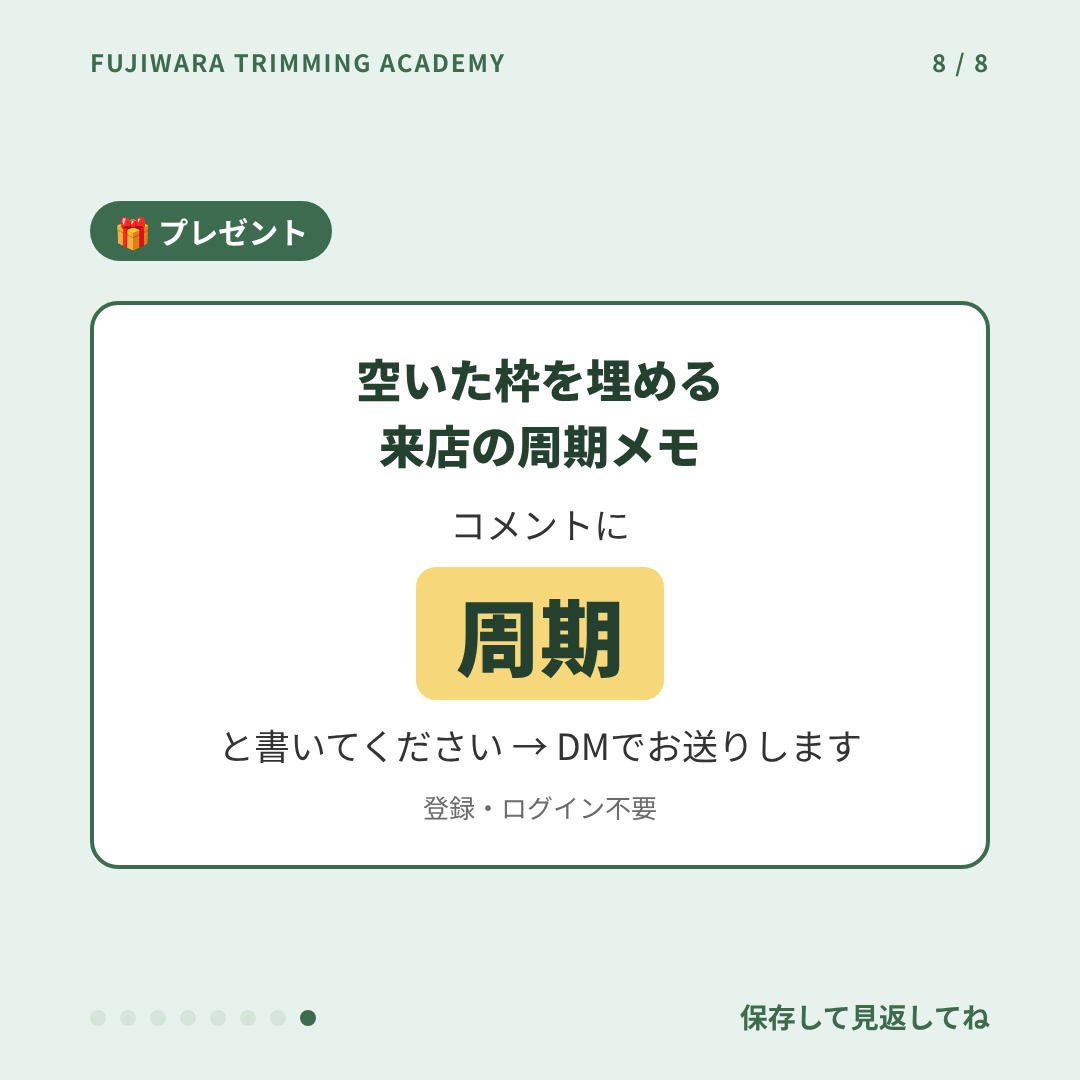 FUJIWARA TRIMMING ACADEMY
8 / 8
🎁 プレゼント
空いた枠を埋める
来店の周期メモ
コメントに
周期
と書いてください → DMでお送りします
登録・ログイン不要
保存して見返してね